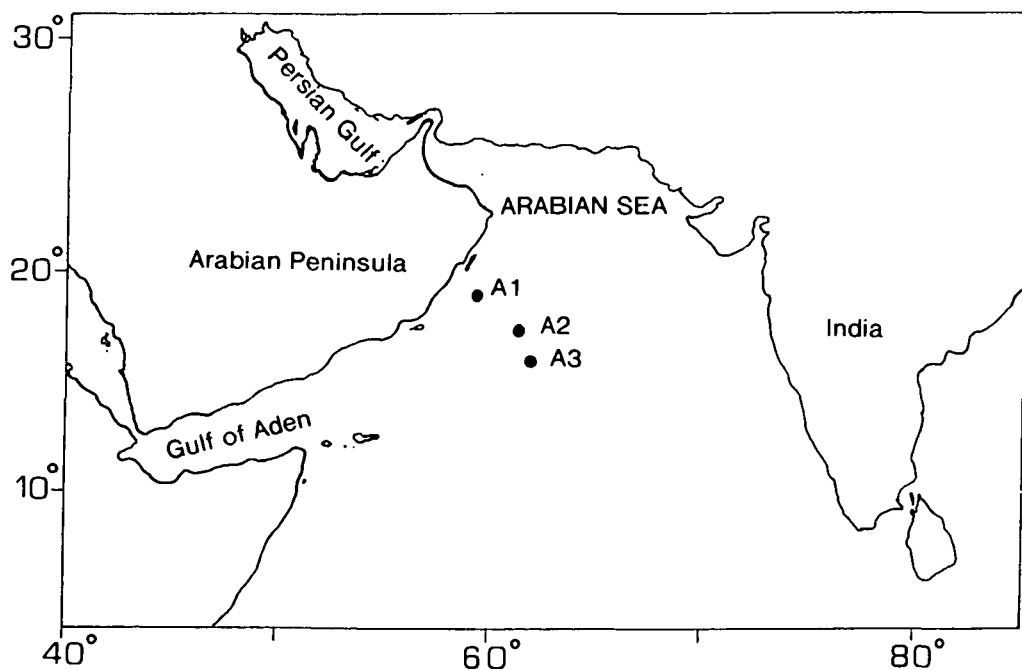 30°
Persian Gulf
ARABIAN SEA
Arabian Peninsula
20°
A1
A2
India
A3
Gulf of Aden
10°
40°
60°
80°